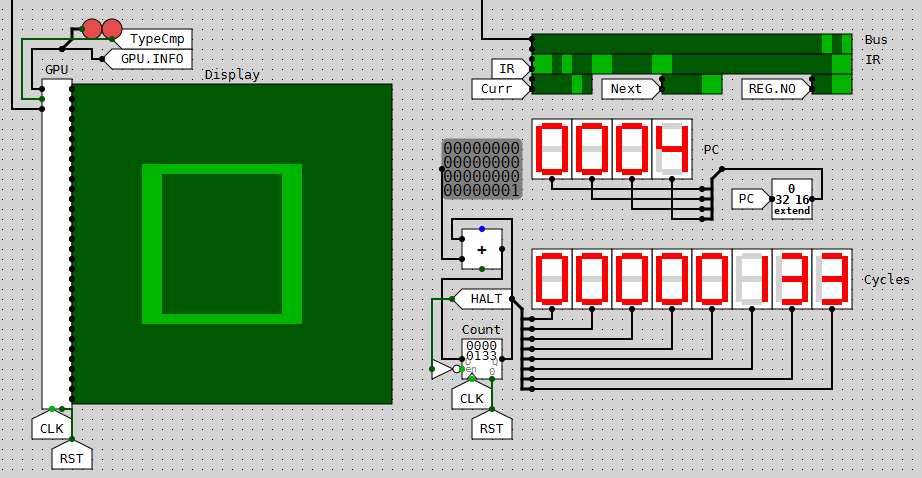 TypeCmp
GPU.INFO
GPU
Display
CLK
RST
Bus
IR
IR
Curr
Next
REG.NO
00000000
00000000
00000000
00000001
0004
PC
PC
0
32 16
extend
+
HALT
00000133
Cycles
Count
0000
0133
D
Q
en
0
CLK
RST